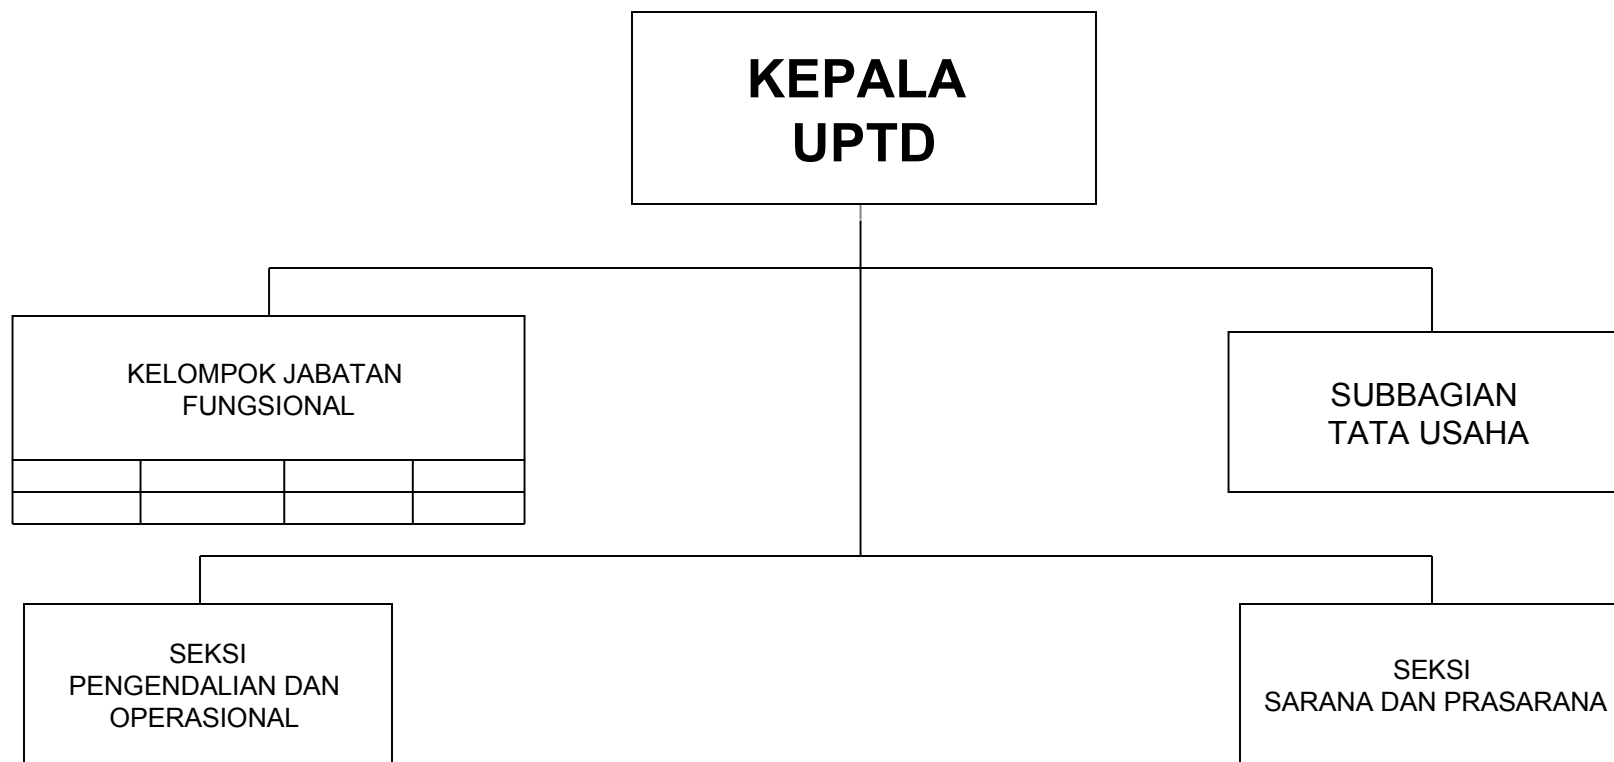 KEPALA
UPTD
KELOMPOK JABATAN
FUNGSIONAL
SUBBAGIAN
TATA USAHA
SEKSI
PENGENDALIAN DAN
OPERASIONAL
SEKSI
SARANA DAN PRASARANA